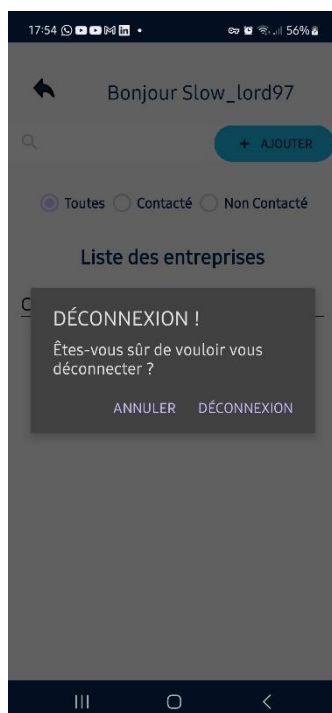 17:54 56%
Bonjour Slow_lord97
+ AJOUTER
Toutes Contacté Non Contacté
Liste des entreprises
C
DÉCONNEXION !
Êtes-vous sûr de vouloir vous
déconnecter ?
ANNULER DÉCONNEXION